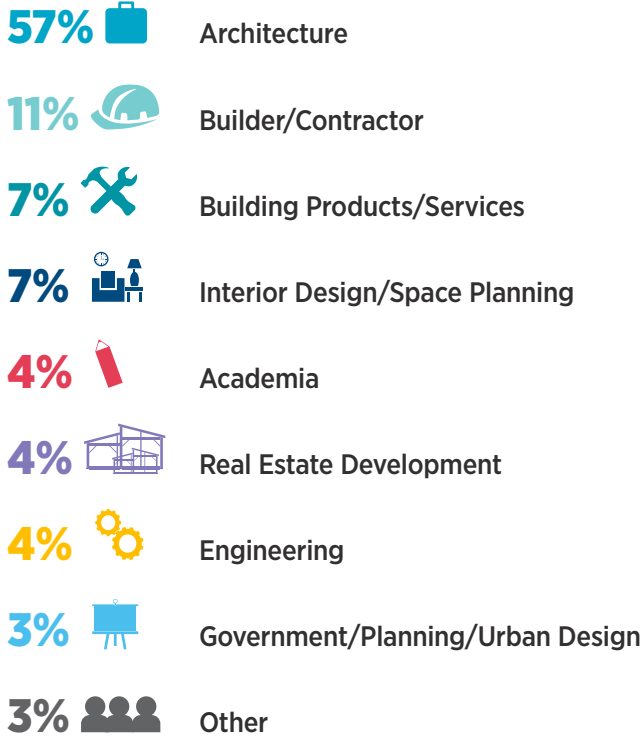 57% Architecture
11% Builder/Contractor
7% Building Products/Services
7% Interior Design/Space Planning
4% Academia
4% Real Estate Development
4% Engineering
3% Government/Planning/Urban Design
3% Other